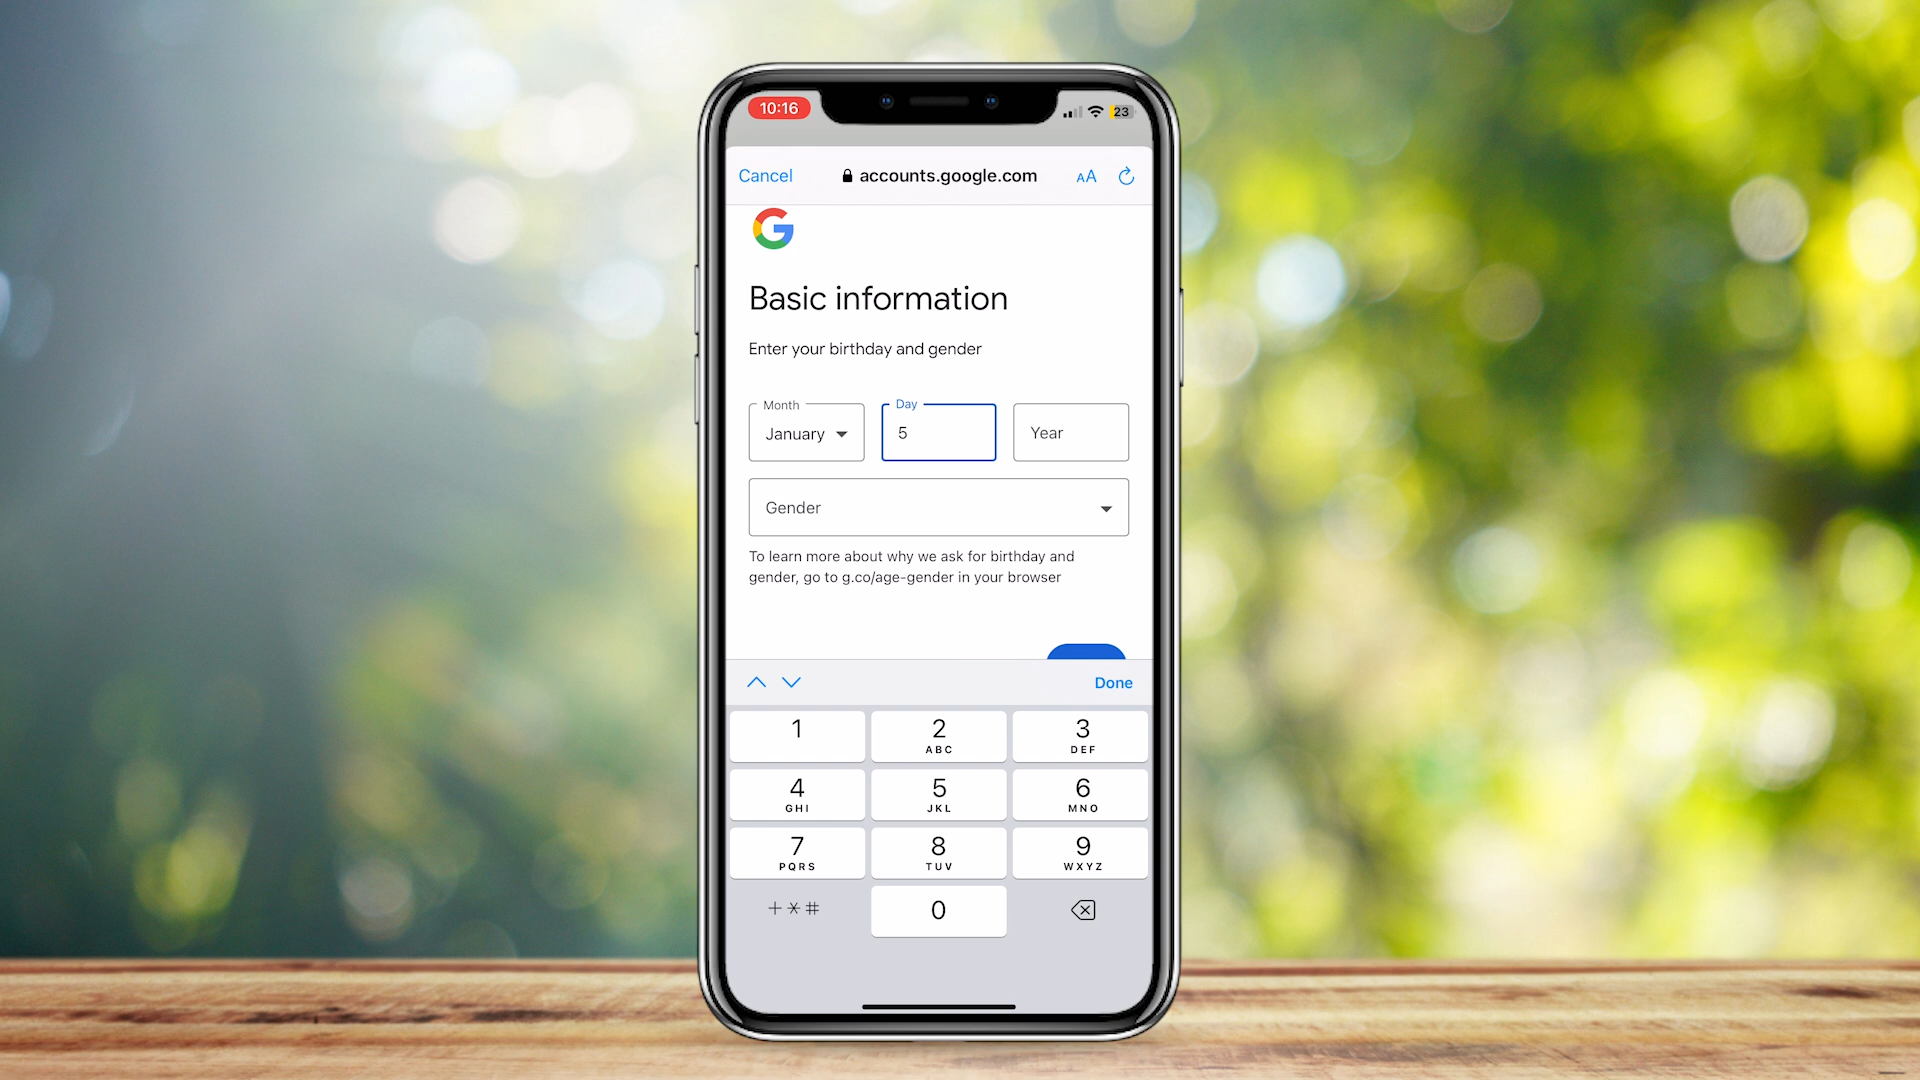 10:16
23
Cancel
accounts.google.com
AA
Basic information
Enter your birthday and gender
Month
Day
January
5
Year
Gender
To learn more about why we ask for birthday and
gender, go to g.co/age-gender in your browser
Done
1
2
3
ABC
DEF
4
5
6
GHI
JKL
MNO
7
8
9
PQRS
TUV
WXYZ
+*#
0